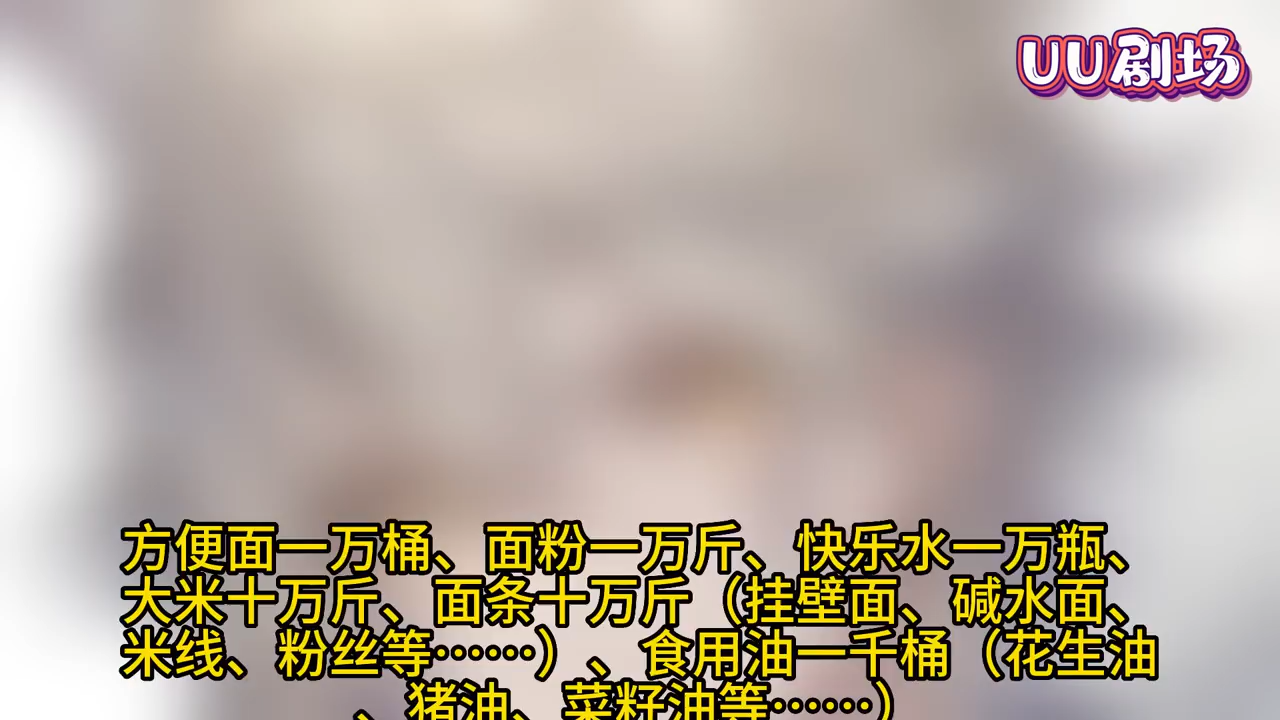 UU剧场
方便面一万桶、面粉一万斤、快乐水一万瓶、
大米十万斤、面条十万斤（挂壁面、碱水面、
米线、粉丝等……）、食用油一千桶（花生油
、猪油、菜籽油等……）